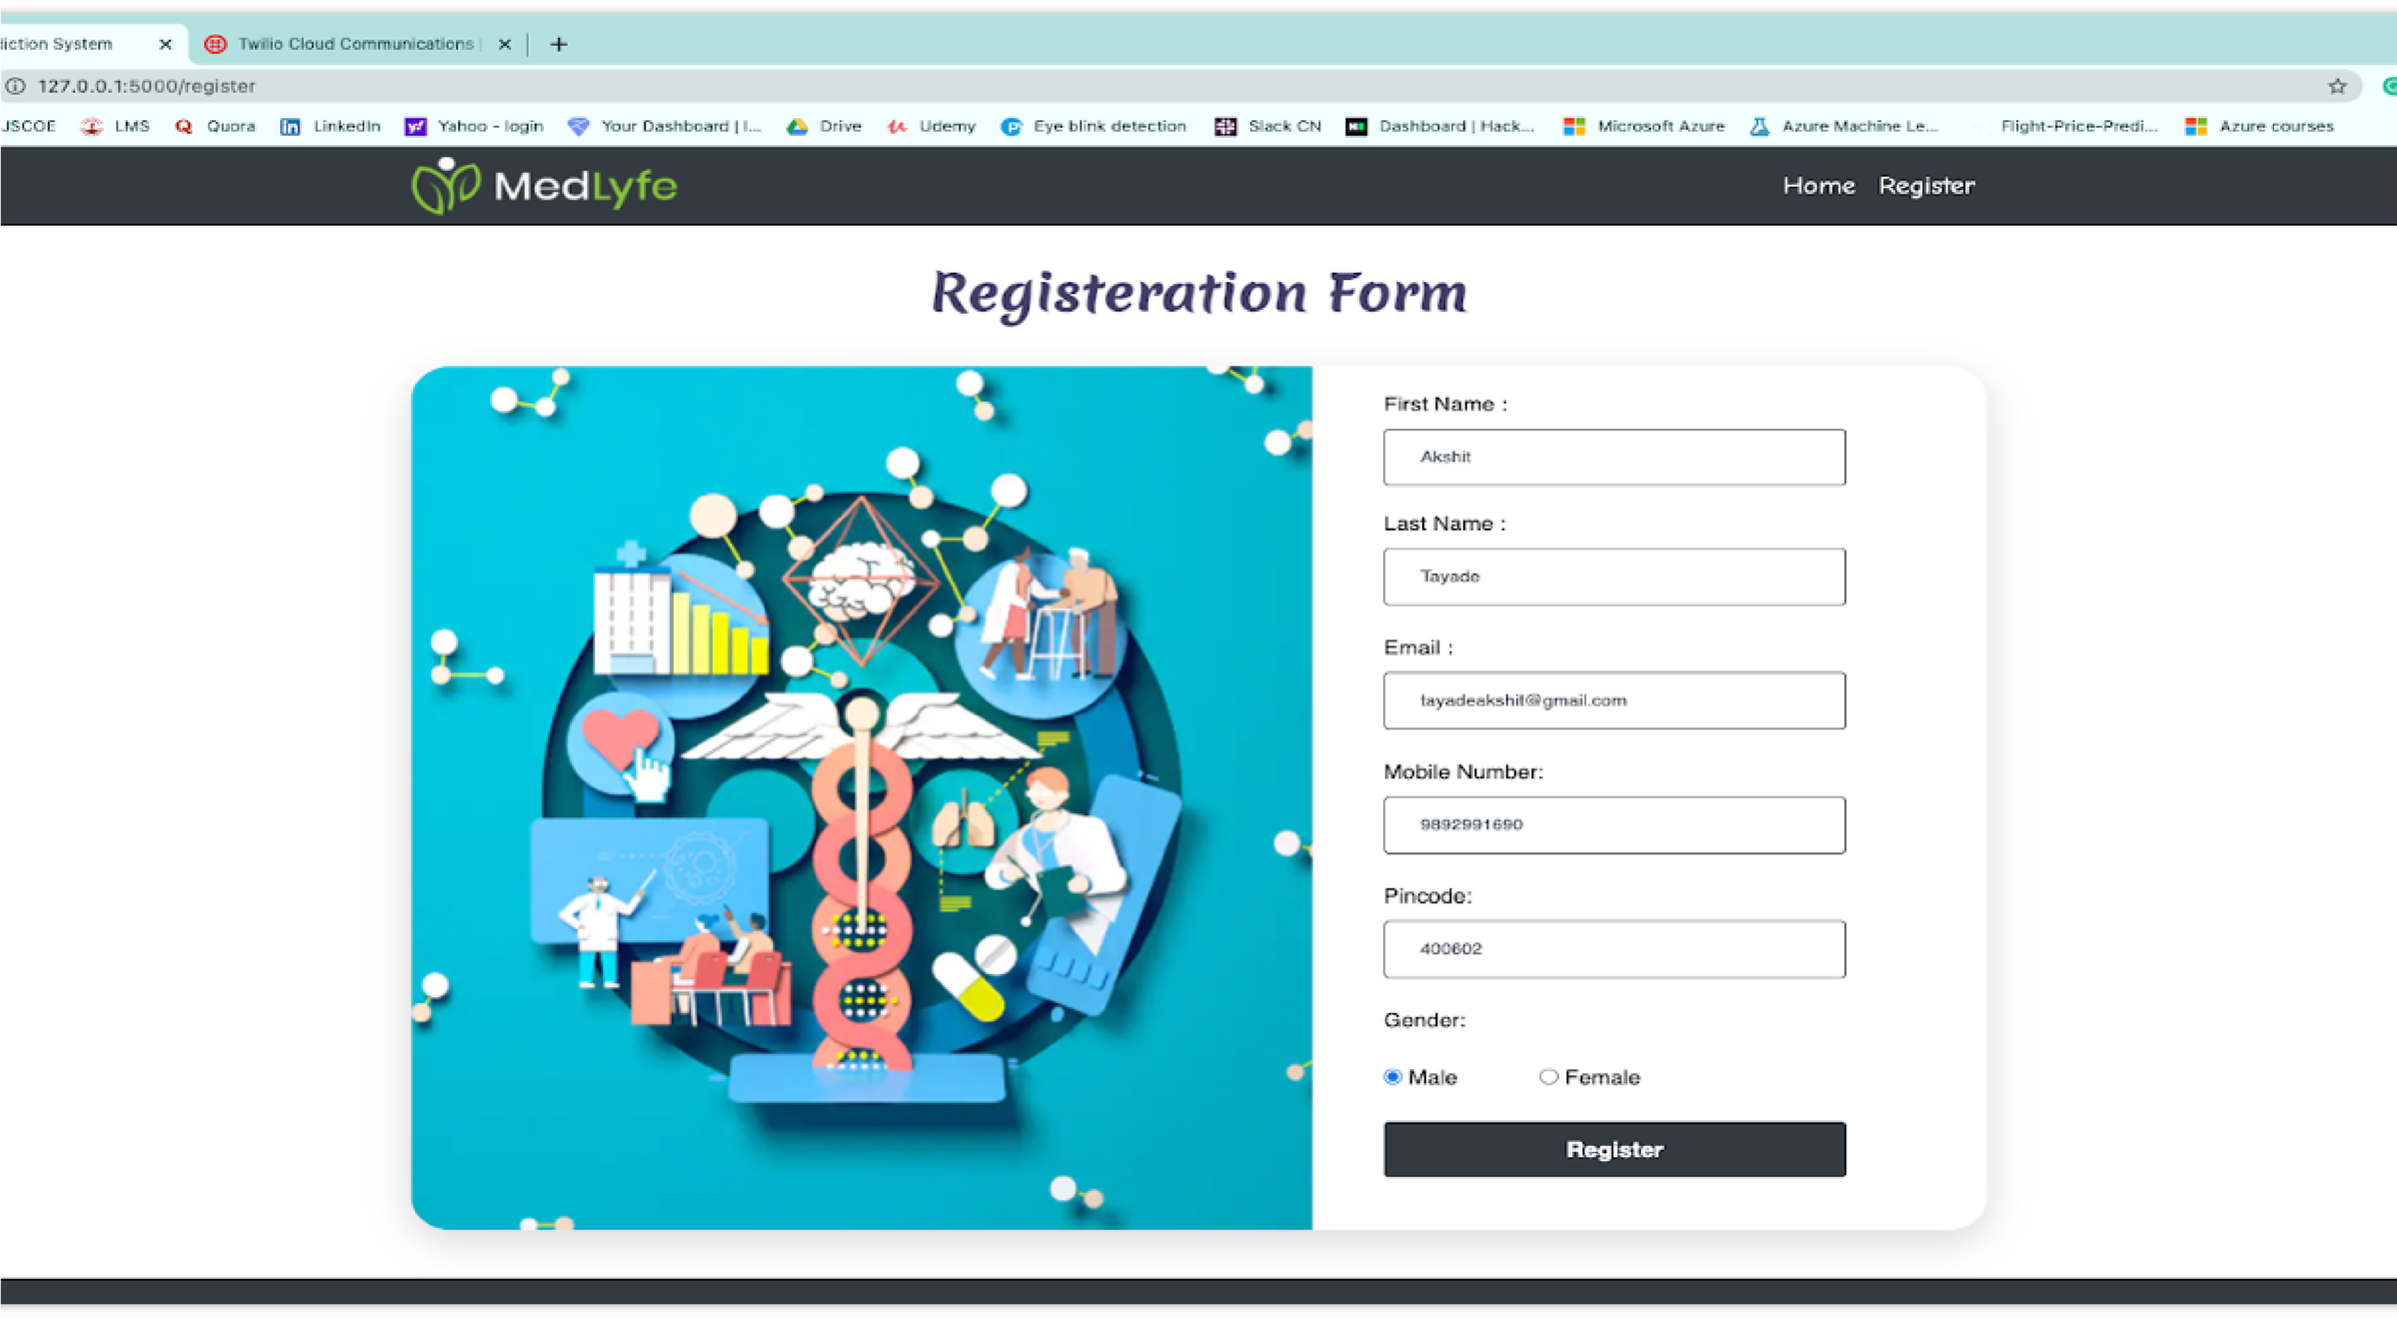 iction System
Twilio Cloud Communications |
127.0.0.1:5000/register
JSCOE LMS Quora LinkedIn Yahoo - login Your Dashboard | I... Drive Udemy Eye blink detection Slack CN Dashboard | Hack... Microsoft Azure Azure Machine Le... Flight-Price-Predi... Azure courses
MedLyfe
Home Register
Registeration Form
First Name :
Akshit
Last Name :
Tayade
Email :
tayadeakshit@gmail.com
Mobile Number:
9892991690
Pincode:
400602
Gender:
Male Female
Register